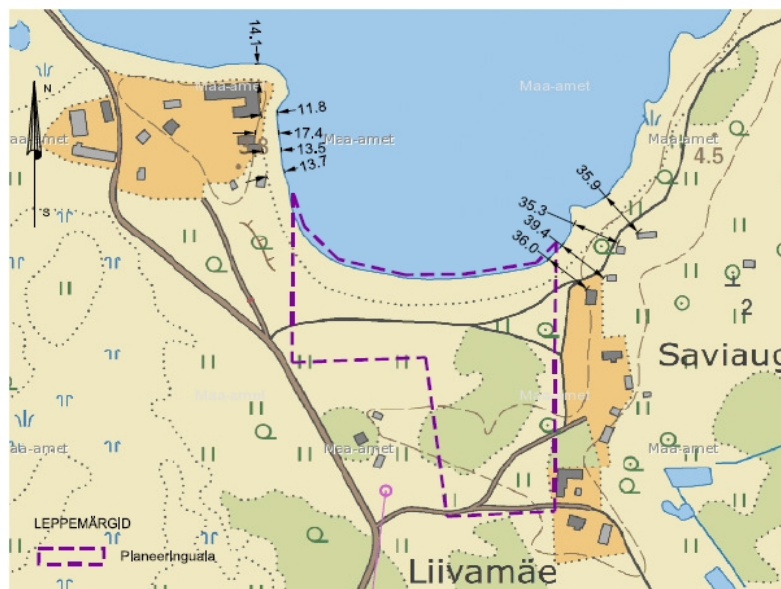 14.1
N
Maa-amet
Maa-amet
11.8
Maa-amet
17.4
Maa-amet
Maa-amet
13.5
4.5
13.7
35.9
S
35.3
39.4
36.0
2
Saviaug
Maa-amet
Maa-amet
Maa-amet
Maa-amet
Maa-amet
LEPPEMÄRGID
Planeeringuala
Liivamäe